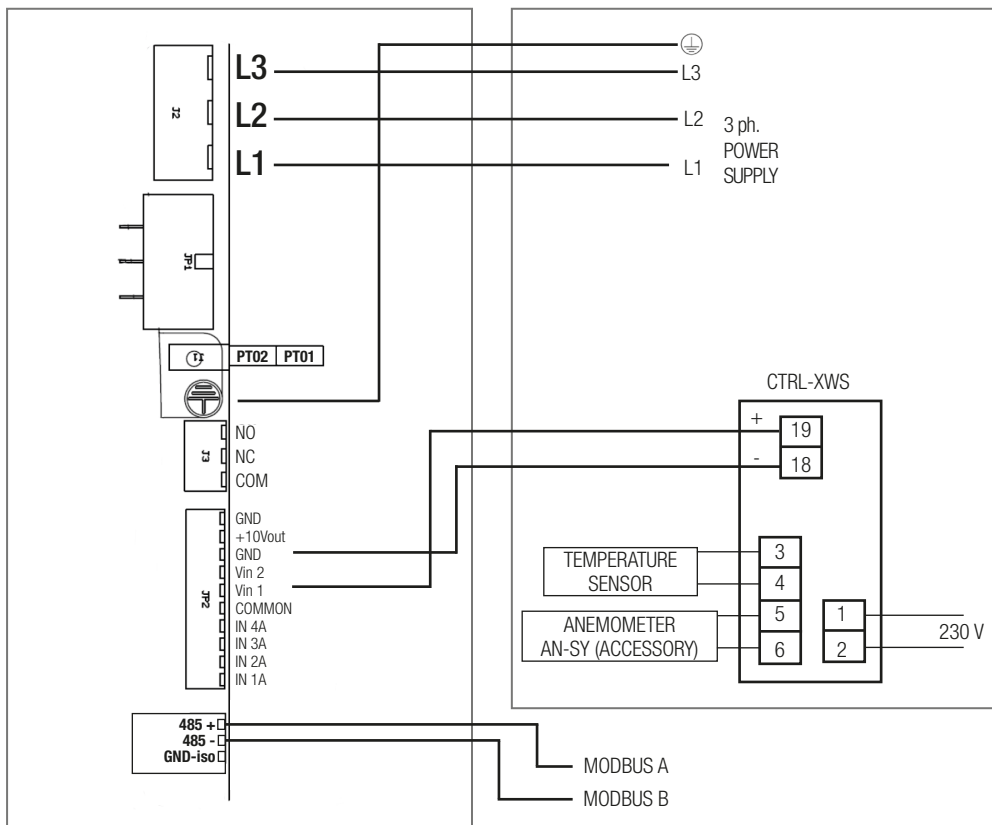 L3
L2
L1
J2
L3
L2
L1
3 ph.
POWER
SUPPLY
JP1
T1
PT02 PT01
J3
NO
NC
COM
JP2
GND
+10Vout
GND
Vin 2
Vin 1
COMMON
IN 4A
IN 3A
IN 2A
IN 1A
485 +
485 -
GND-iso
MODBUS A
MODBUS B
CTRL-XWS
+
19
-
18
TEMPERATURE
SENSOR
3
4
ANEMOMETER
AN-SY (ACCESSORY)
5
6
1
2
230 V